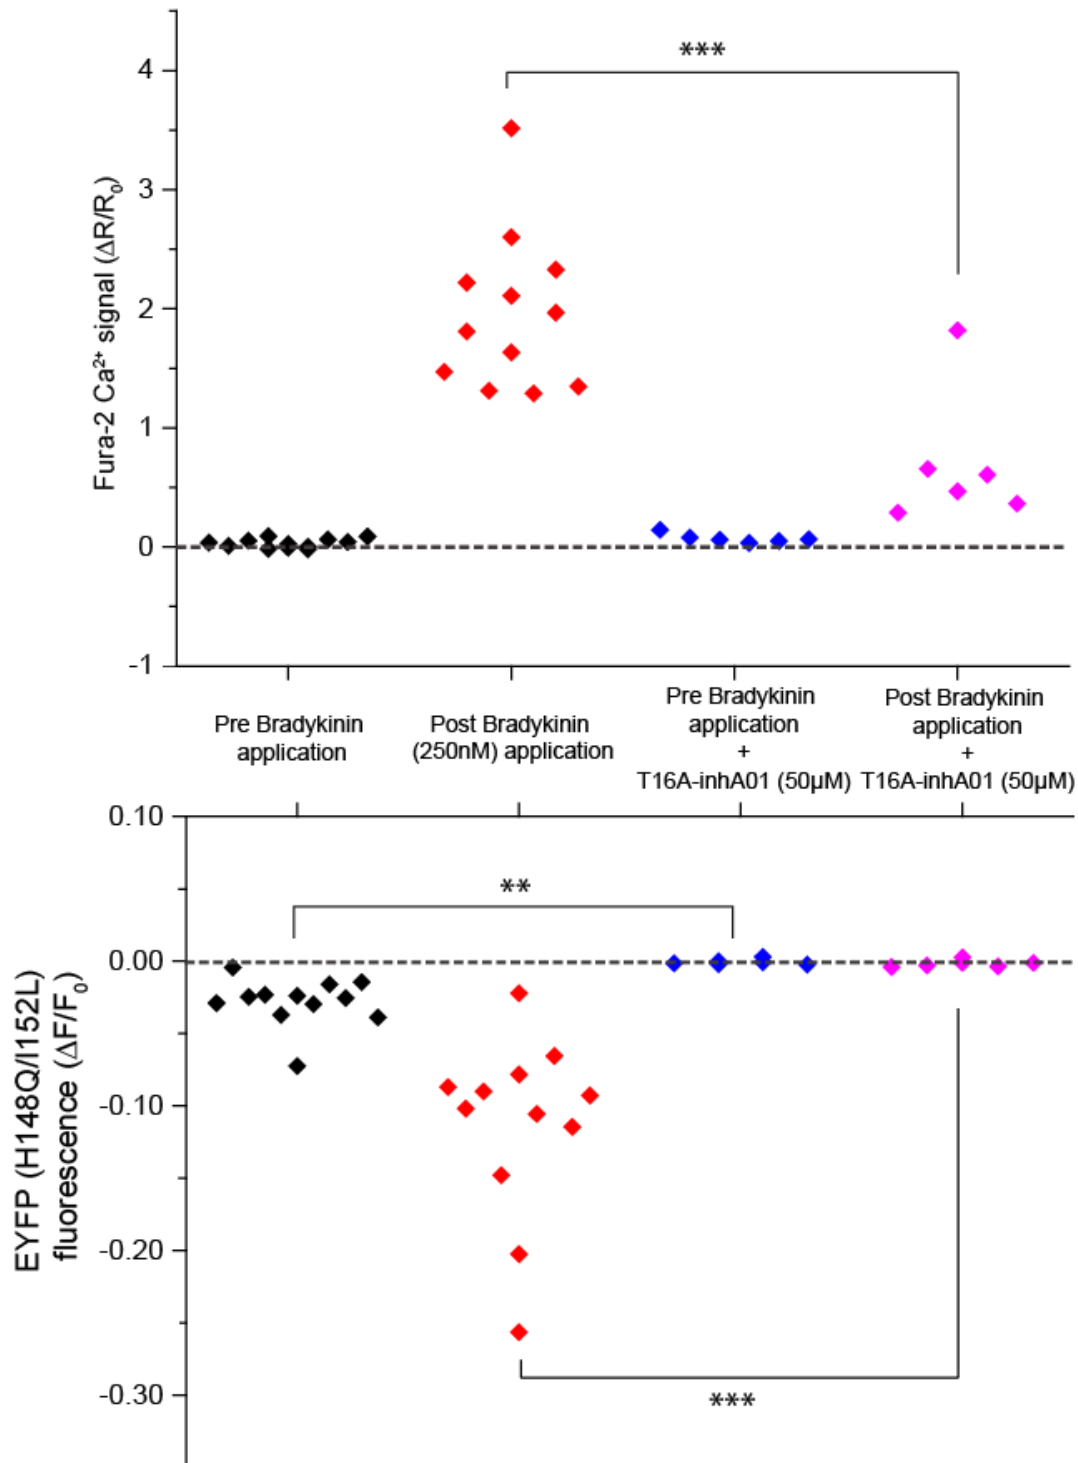 ***
4
3
2
1
0
-1
Fura-2 Ca²⁺ signal (ΔR/R₀)
Pre Bradykinin
application
Post Bradykinin
(250nM) application
Pre Bradykinin
application
+
T16A-inhA01 (50µM)
Post Bradykinin
application
+
T16A-inhA01 (50µM)
0.10
0.00
-0.10
-0.20
-0.30
EYFP (H148Q/I152L)
fluorescence (ΔF/F₀)
**
***